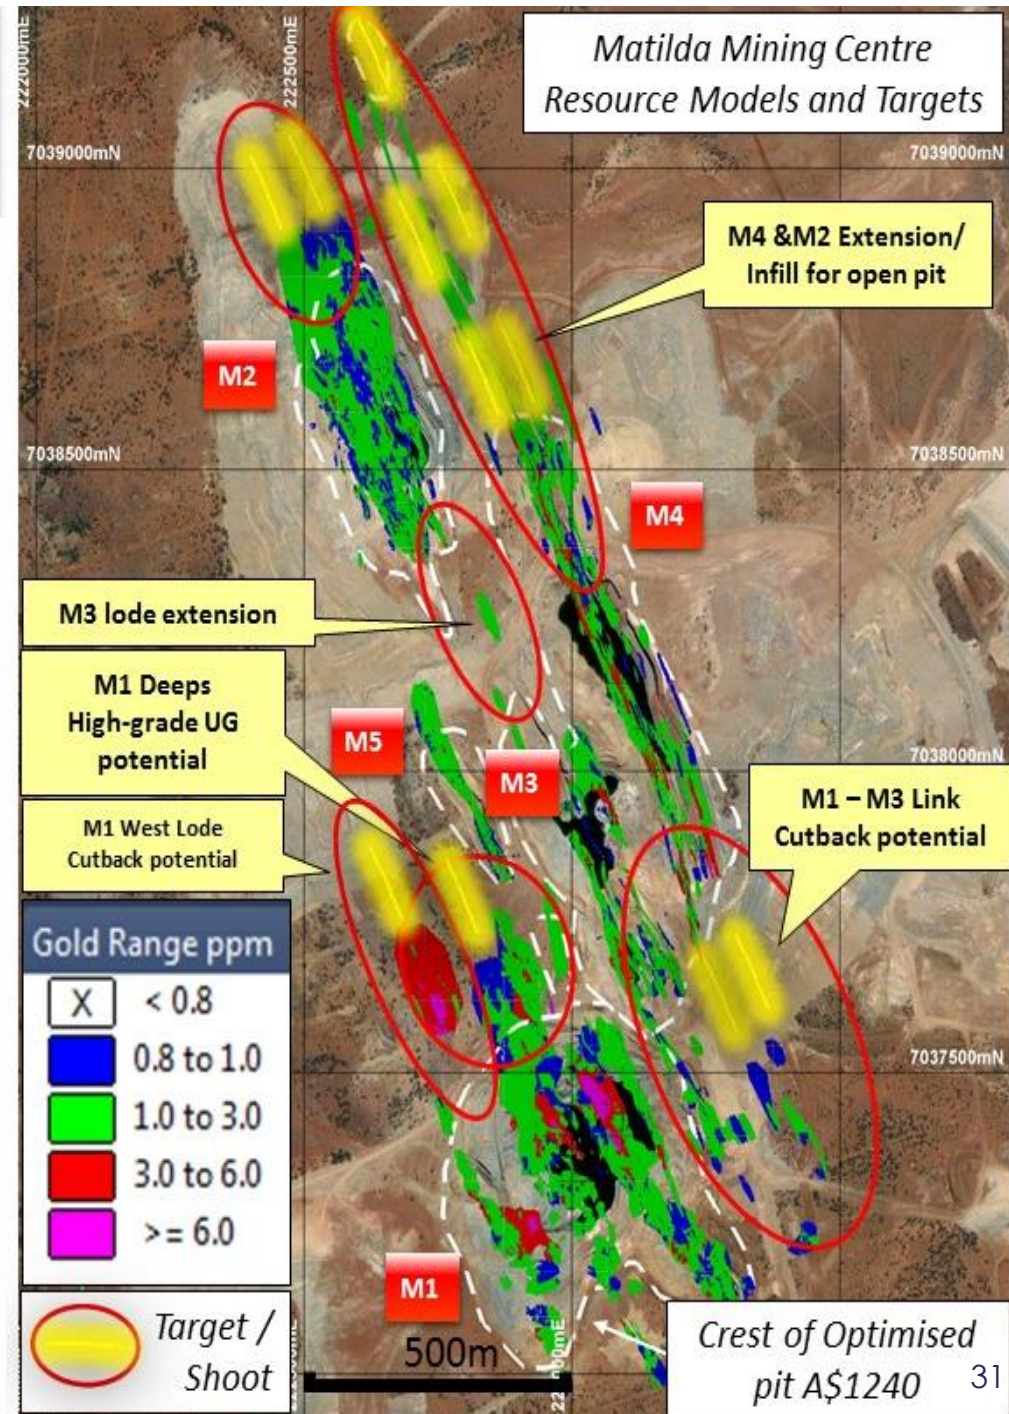 222000mE
222500mE
Matilda Mining Centre
Resource Models and Targets
7039000mN
7039000mN
M4 &M2 Extension/
Infill for open pit
M2
7038500mN
7038500mN
M4
M3 lode extension
M1 Deeps
High-grade UG
potential
M5
M3
7038000mN
M1 – M3 Link
Cutback potential
M1 West Lode
Cutback potential
Gold Range ppm
X < 0.8
0.8 to 1.0
1.0 to 3.0
3.0 to 6.0
>= 6.0
7037500mN
M1
Target /
Shoot
500m
Crest of Optimised
pit A$1240
31